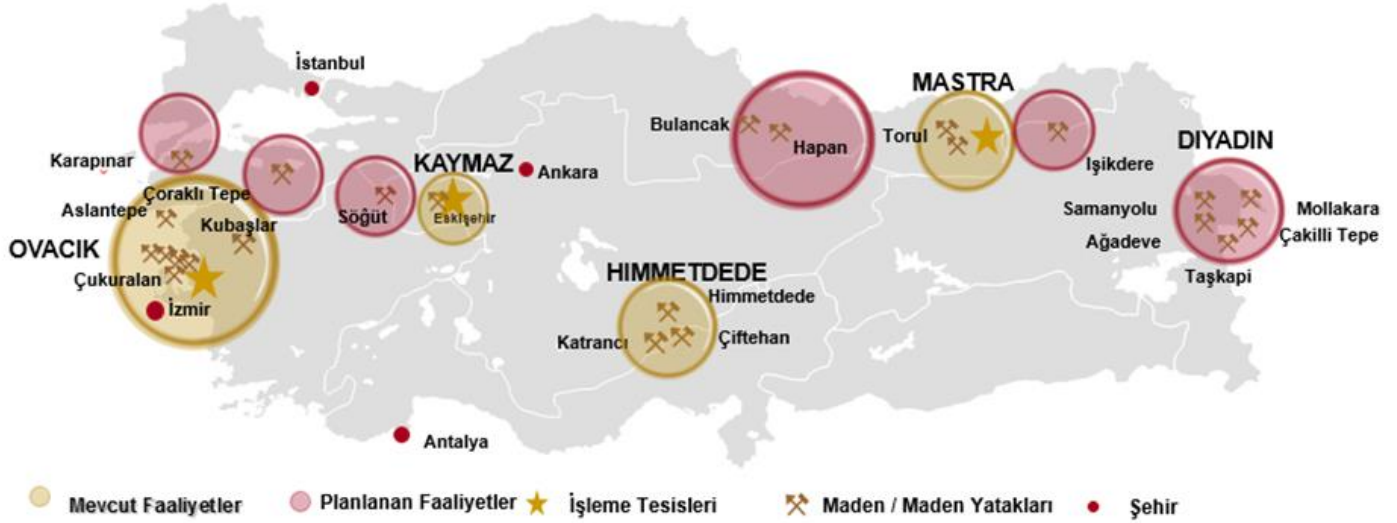 İstanbul
MASTRA
Bulancak
Hapan
Torul
Işikdere
DIYADIN
Karapınar
Çoraklı Tepe
KAYMAZ
Ankara
Aslantepe
Kubaşlar
Söğüt
Eskişehir
Samanyolu
Mollakara
OVACIK
Ağadeve
Çakilli Tepe
Çukuralan
HIMMETDEDE
Taşkapi
İzmir
Himmetdede
Katrancı
Çiftehan
Antalya
Mevcut Faaliyetler
Planlanan Faaliyetler
İşleme Tesisleri
Maden / Maden Yatakları
Şehir